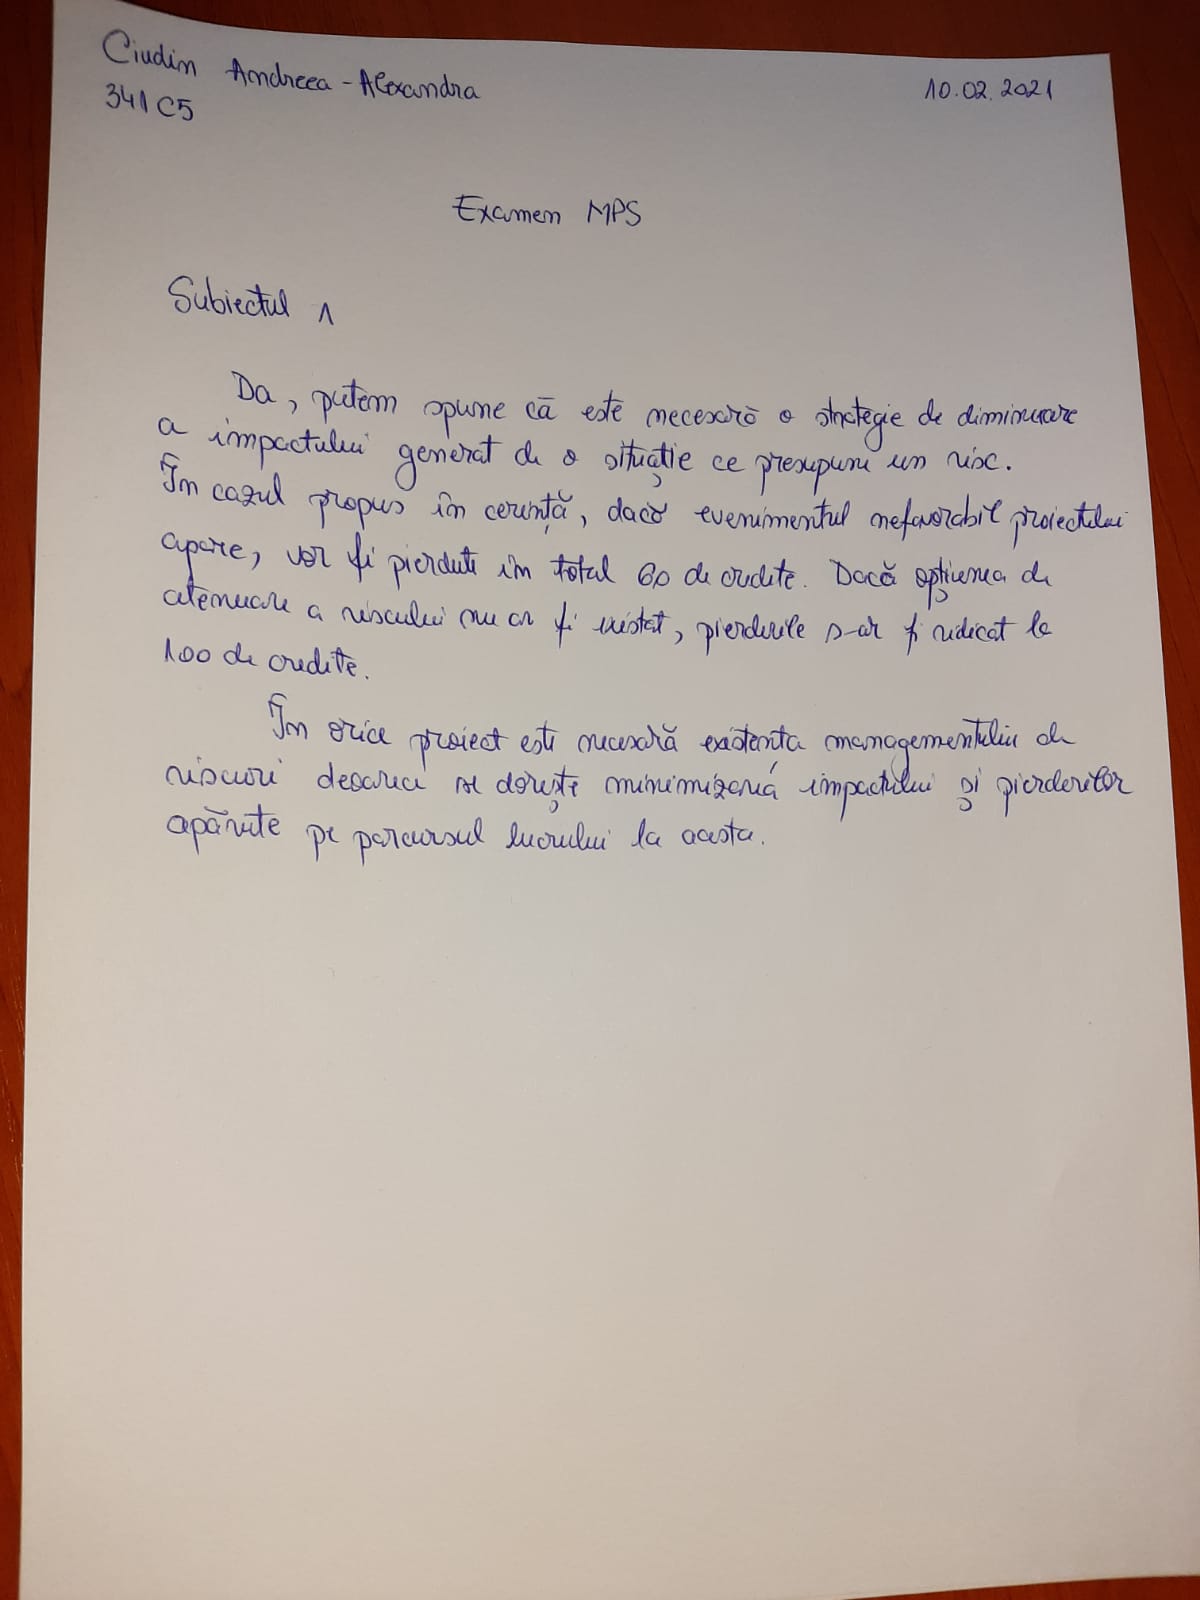 Ciudin Andreea - Alexandra
341C5
10.02.2021
Examen MPS
Subiectul 1
Da, putem spune că este necesară o strategie de diminuare
a impactului generat de o situație ce presupune un risc.
În cazul propus în cerință, dacă evenimentul nefavorabil proiectului
apare, vor fi pierdute în total 60 de credite. Dacă opțiunea de
atenuare a riscului nu ar fi existat, pierderile s-ar fi ridicat la
100 de credite.
În orice proiect este necesară existența managementului de
riscuri deoarece se dorește minimizarea impactului și pierderilor
apărute pe parcursul lucrului la acesta.